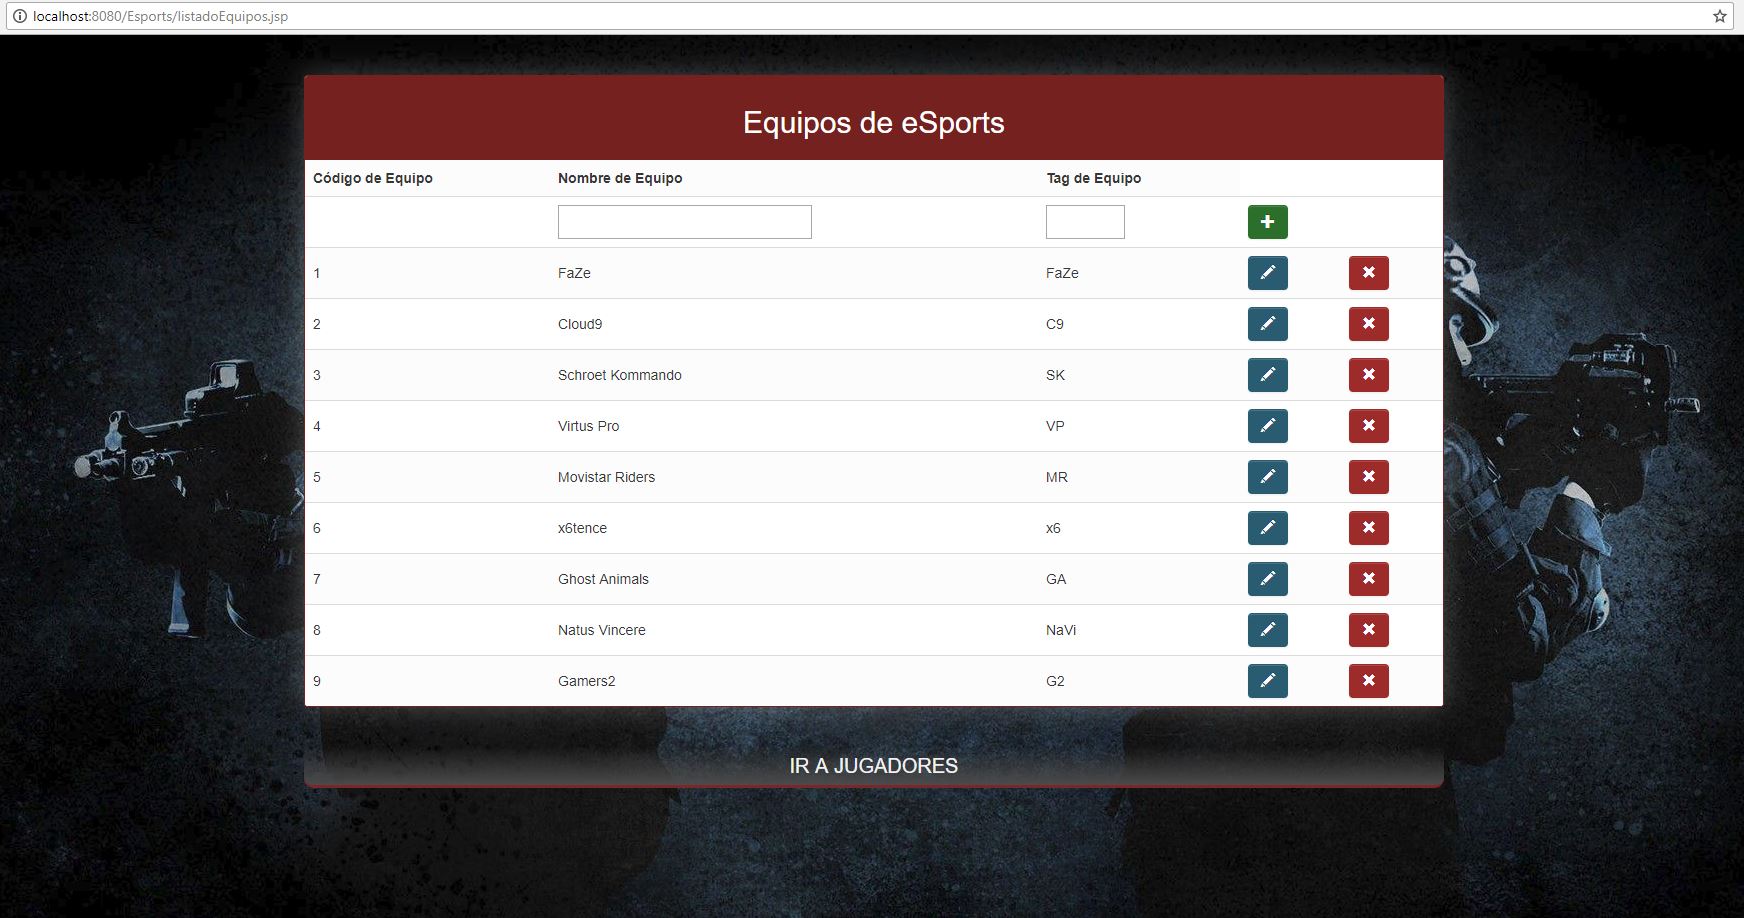 localhost:8080/Esports/listadoEquipos.jsp
Equipos de eSports
Código de Equipo Nombre de Equipo Tag de Equipo
1 FaZe FaZe
2 Cloud9 C9
3 Schroet Kommando SK
4 Virtus Pro VP
5 Movistar Riders MR
6 x6tence x6
7 Ghost Animals GA
8 Natus Vincere NaVi
9 Gamers2 G2
IR A JUGADORES